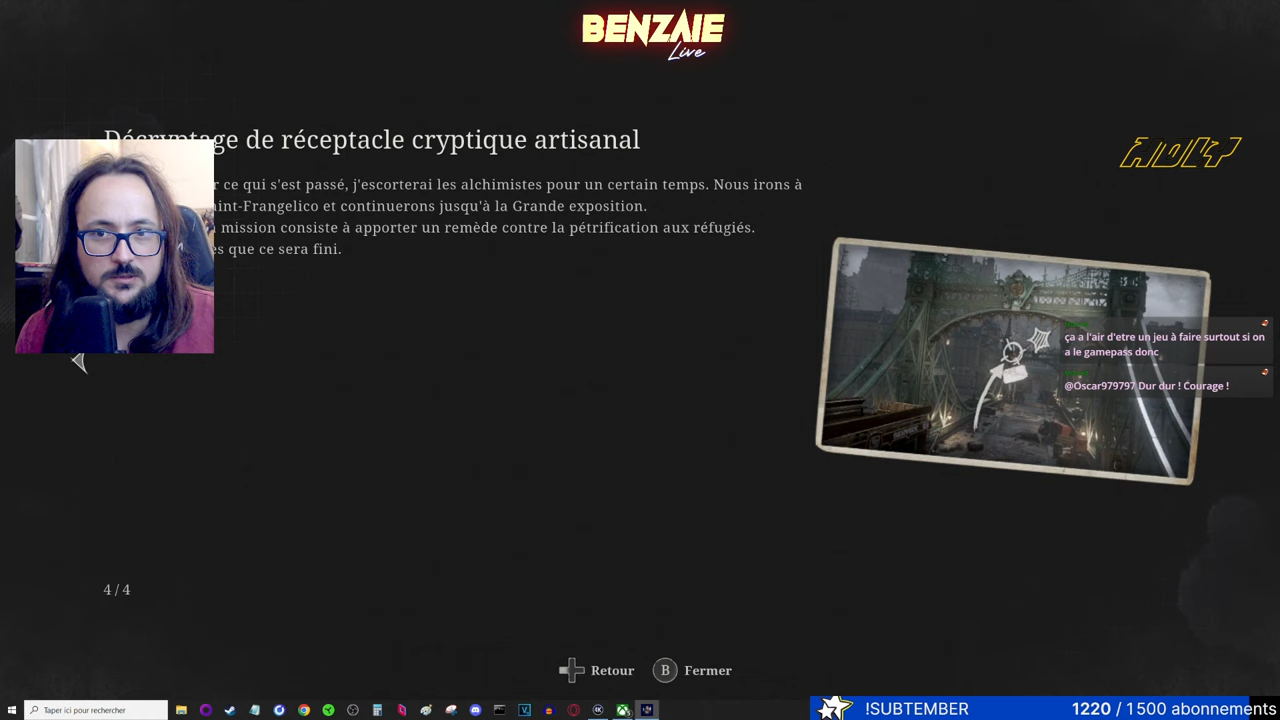 BENZAIE
Live
Décryptage de réceptacle cryptique artisanal
r ce qui s'est passé, j'escorterai les alchimistes pour un certain temps. Nous irons à
int-Frangelico et continuerons jusqu'à la Grande exposition.
mission consiste à apporter un remède contre la pétrification aux réfugiés.
es que ce sera fini.
HOLY
ça a l'air d'etre un jeu à faire surtout si on
a le gamepass donc
@Oscar979797 Dur dur ! Courage !
4 / 4
Retour
B Fermer
Taper ici pour rechercher
!SUBTEMBER
1220 / 1500 abonnements